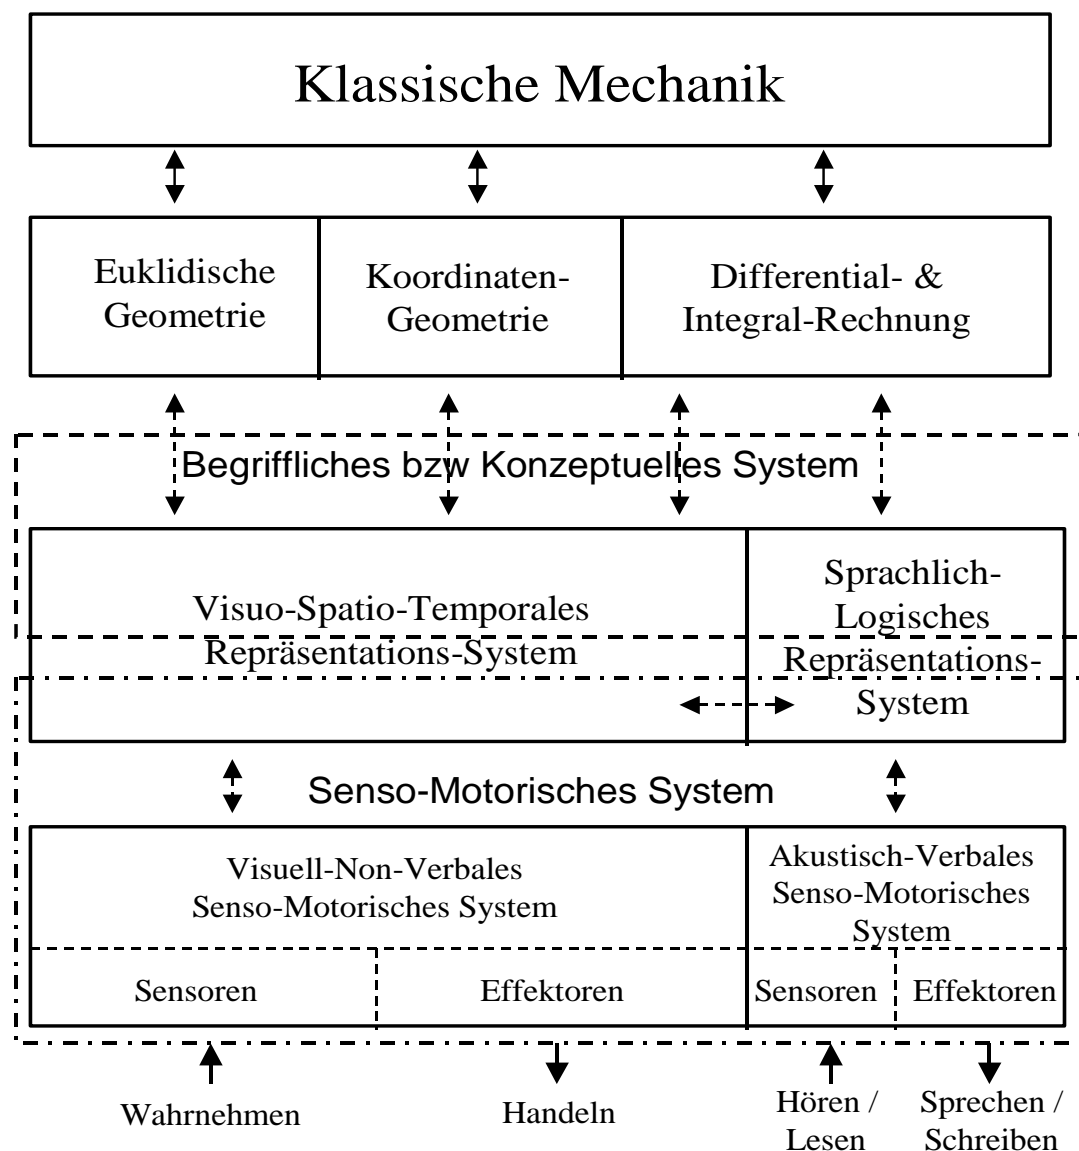 Klassische Mechanik
Euklidische
Geometrie
Koordinaten-
Geometrie
Differential- &
Integral-Rechnung
Begriffliches bzw Konzeptuelles System
Visuo-Spatio-Temporales
Repräsentations-System
Sprachlich-
Logisches
Repräsentations-
System
Senso-Motorisches System
Visuell-Non-Verbales
Senso-Motorisches System
Akustisch-Verbales
Senso-Motorisches
System
Sensoren
Effektoren
Sensoren
Effektoren
Wahrnehmen
Handeln
Hören /
Lesen
Sprechen /
Schreiben